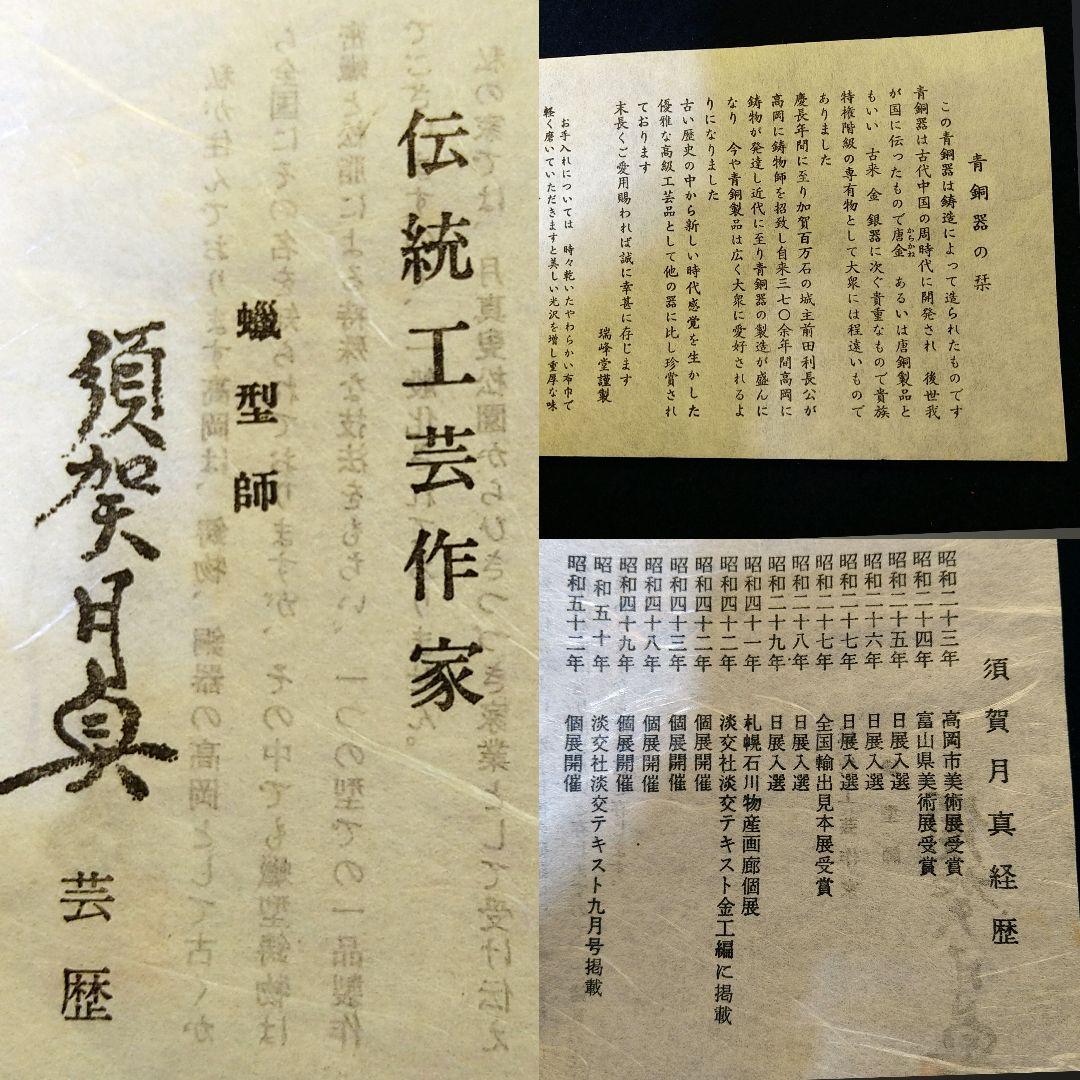 伝統工芸作家
蠟型師
須賀月真
芸歴
青銅器の栞
この青銅器は鋳造によって造られたものです
青銅器は古代中国の周時代に開発され 後世我
が国に伝ったもので唐金 あるいは唐銅製品と
からかね
もいい 古来 金 銀器に次ぐ貴重なもので貴族
特権階級の専有物として大衆には程遠いもので
ありました
慶長年間に至り加賀百万石の城主前田利長公が
高岡に鋳物師を招致し自来三七〇余年間高岡に
鋳物が発達し近代に至り青銅器の製造が盛んに
なり 今や青銅製品は広く大衆に愛好されるよ
りになりました
古い歴史の中から新しい時代感覚を生かした
優雅な高級工芸品として他の器に比し珍賞され
ております
末長くご愛用賜われば誠に幸甚に存じます
瑞峰堂謹製
お手入れについては 時々乾いたやわらかい布巾で
軽く磨いていただきますと美しい光沢を増し重厚な味
須賀月真経歴
昭和二十三年 高岡市美術展受賞
昭和二十四年 富山県美術展受賞
昭和二十五年 日展入選
昭和二十六年 日展入選
昭和二十七年 日展入選
昭和二十七年 全国輸出見本展受賞
昭和二十八年 日展入選
昭和二十九年 日展入選
昭和四十一年 札幌石川物産画廊個展
昭和四十二年 淡交社淡交テキスト金工編に掲載
昭和四十二年 個展開催
昭和四十三年 個展開催
昭和四十八年 個展開催
昭和四十九年 個展開催
昭和五十年 淡交社淡交テキスト九月号掲載
昭和五十二年 個展開催